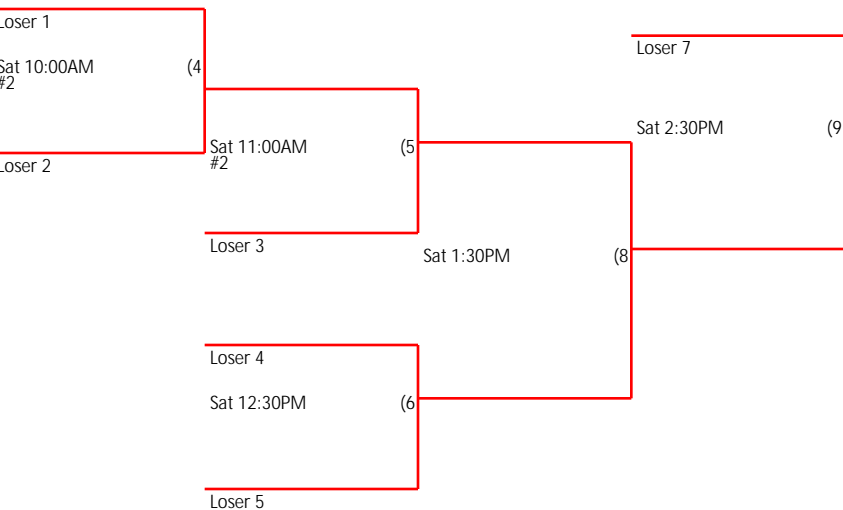 Loser 1
Sat 10:00AM (4
#2
Loser 2
Sat 11:00AM (5
#2
Loser 3
Sat 1:30PM (8
Loser 4
Sat 12:30PM (6
Loser 5
Loser 7
Sat 2:30PM (9